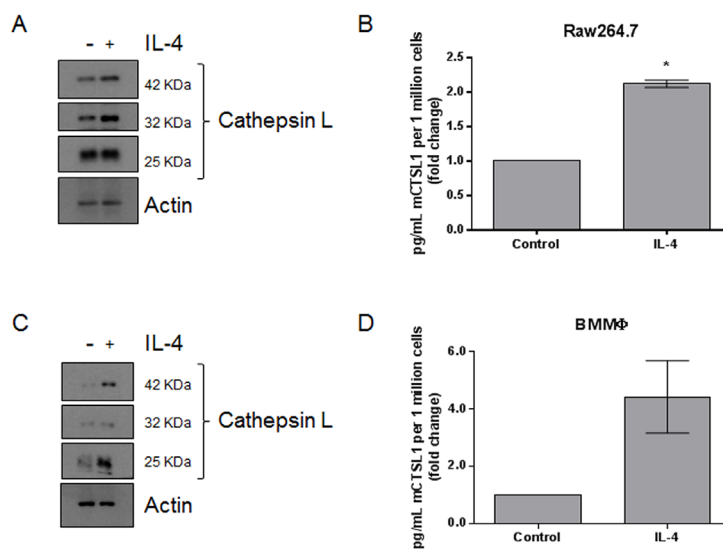 A
- + IL-4
42 KDa
32 KDa
25 KDa
Cathepsin L
Actin
B
Raw264.7
*
pg/mL mCTSL1 per 1 million cells
(fold change)
2.5
2.0
1.5
1.0
0.5
0.0
Control IL-4
C
- + IL-4
42 KDa
32 KDa
25 KDa
Cathepsin L
Actin
D
BMMΦ
pg/mL mCTSL1 per 1 million cells
(fold change)
6.0
4.0
2.0
0.0
Control IL-4